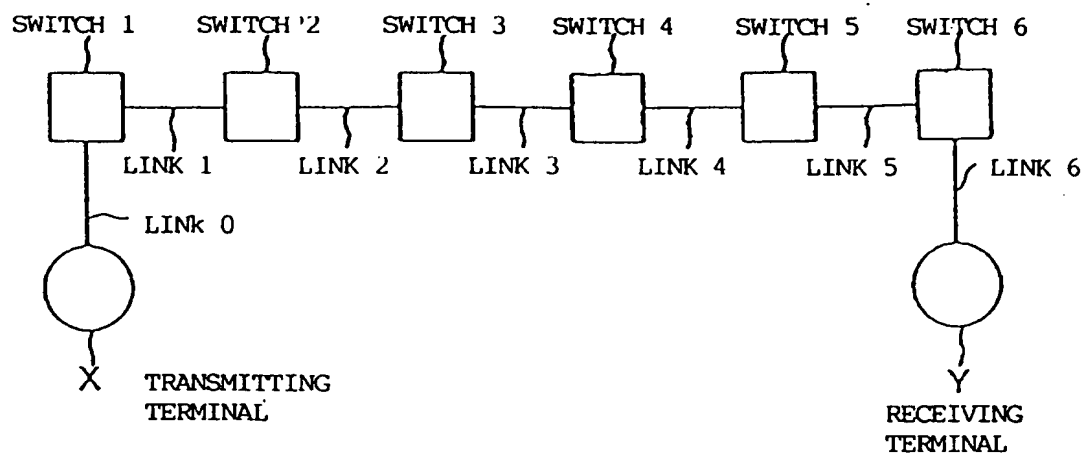 SWITCH 1 SWITCH 2 SWITCH 3 SWITCH 4 SWITCH 5 SWITCH 6
LINK 1 LINK 2 LINK 3 LINK 4 LINK 5 LINK 6
LINk 0
X TRANSMITTING
TERMINAL
Y
RECEIVING
TERMINAL